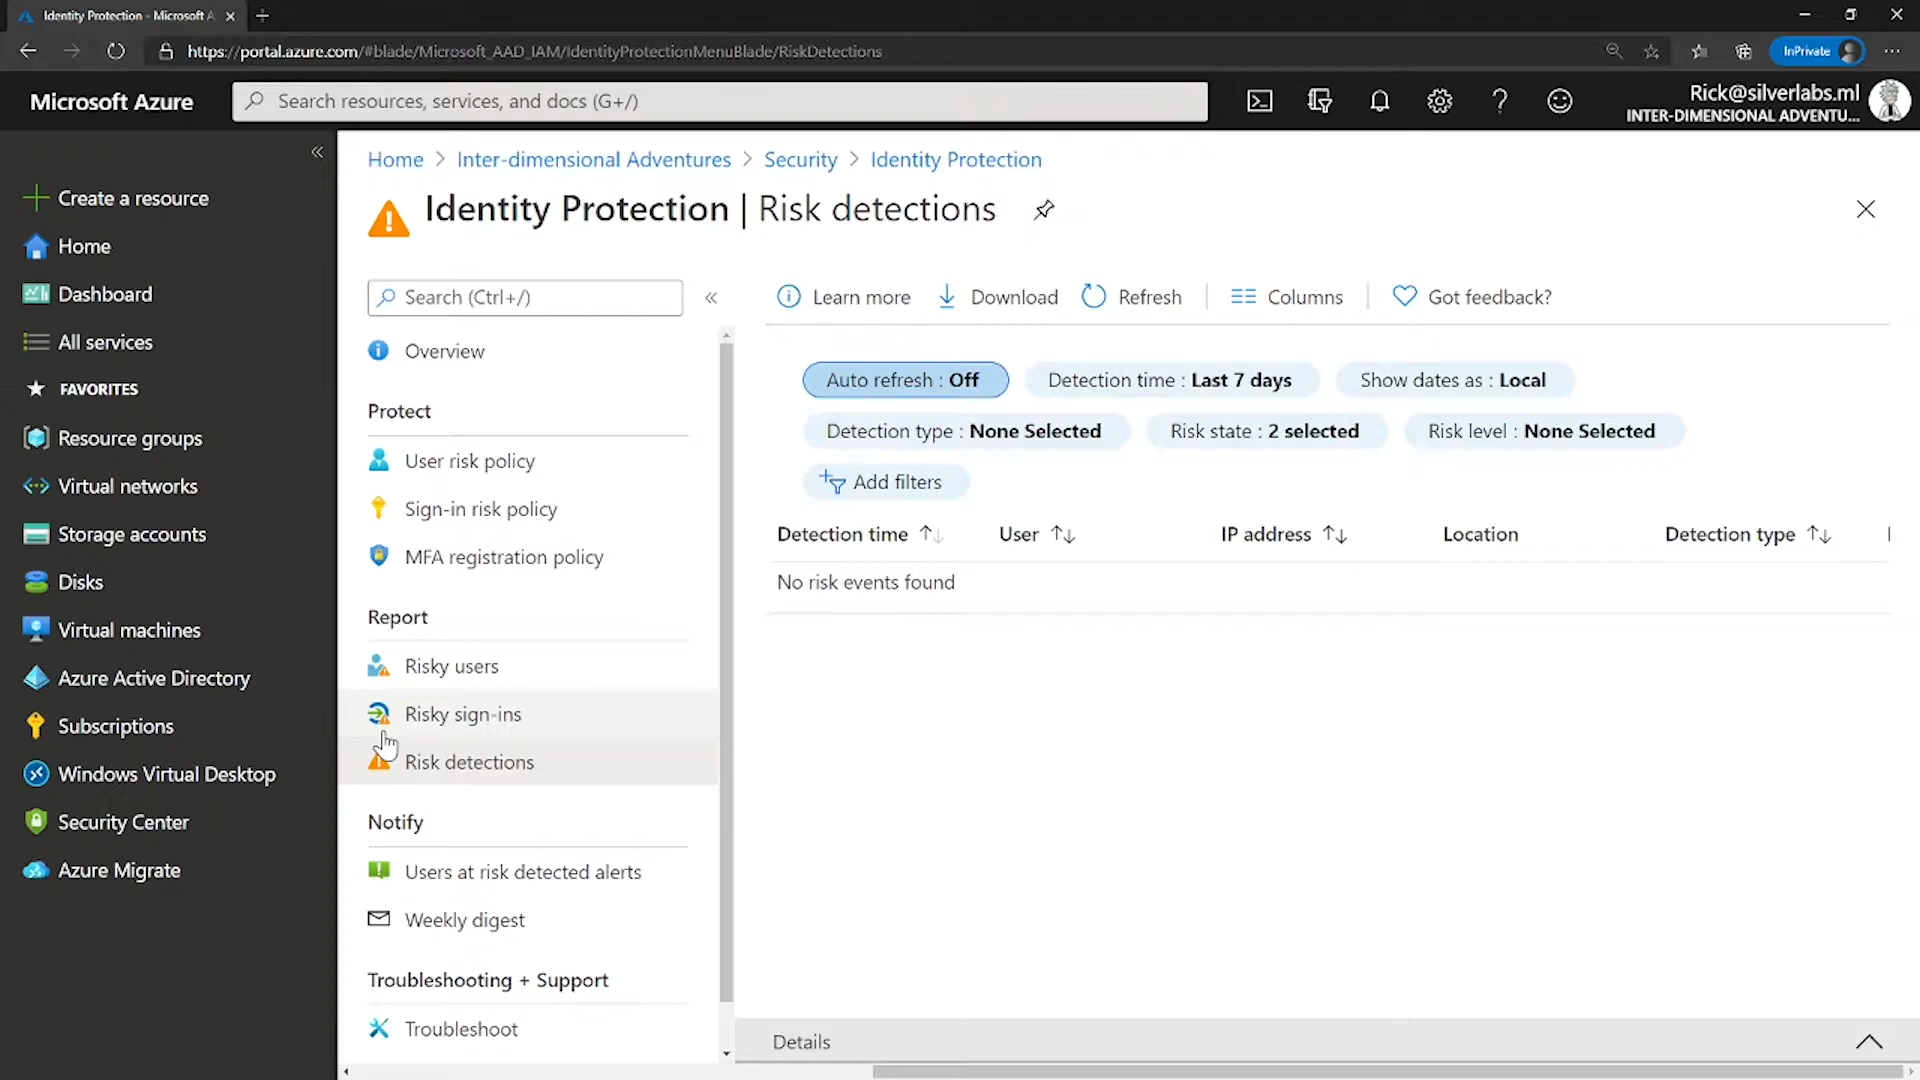 Identity Protection - Microsoft A
https://portal.azure.com/#blade/Microsoft_AAD_IAM/IdentityProtectionMenuBlade/RiskDetections
InPrivate
Microsoft Azure
Search resources, services, and docs (G+/)
Rick@silverlabs.ml
INTER-DIMENSIONAL ADVENTU...
Create a resource
Home
Dashboard
All services
FAVORITES
Resource groups
Virtual networks
Storage accounts
Disks
Virtual machines
Azure Active Directory
Subscriptions
Windows Virtual Desktop
Security Center
Azure Migrate
Home > Inter-dimensional Adventures > Security > Identity Protection
Identity Protection | Risk detections
Search (Ctrl+/)
Overview
Protect
User risk policy
Sign-in risk policy
MFA registration policy
Report
Risky users
Risky sign-ins
Risk detections
Notify
Users at risk detected alerts
Weekly digest
Troubleshooting + Support
Troubleshoot
Learn more Download Refresh Columns Got feedback?
Auto refresh : Off Detection time : Last 7 days Show dates as : Local
Detection type : None Selected Risk state : 2 selected Risk level : None Selected
Add filters
Detection time User IP address Location Detection type
No risk events found
Details